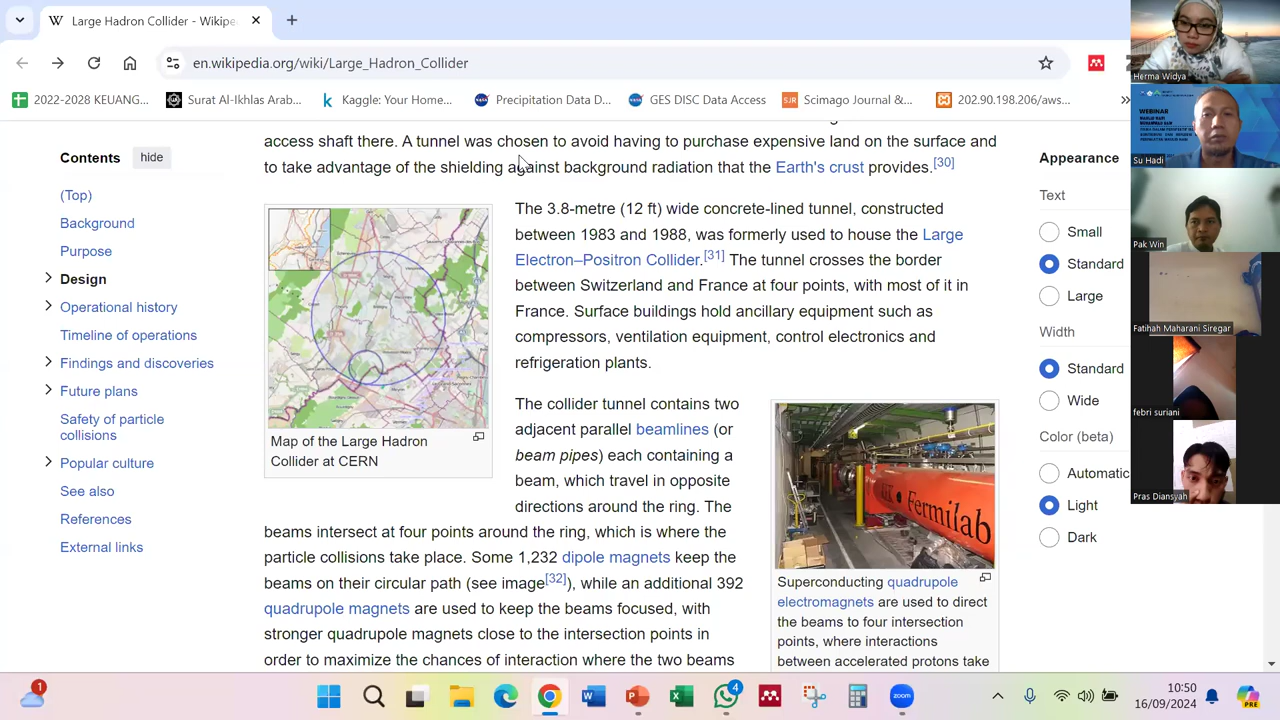 Large Hadron Collider - Wikipe
en.wikipedia.org/wiki/Large_Hadron_Collider
2022-2028 KEUANG...
Surat Al-Ikhlas Arab...
Kaggle: Your Home...
Precipitation Data D...
GES DISC Data Access
SJR
Scimago Journal &...
202.90.198.206/aws...
»
Contents
hide
(Top)
Background
Purpose
Design
Operational history
Timeline of operations
Findings and discoveries
Future plans
Safety of particle
collisions
Popular culture
See also
References
External links
access shaft there. A tunnel was chosen to avoid having to purchase expensive land on the surface and
to take advantage of the shielding against background radiation that the Earth's crust provides.[30]
Map of the Large Hadron
Collider at CERN
The 3.8-metre (12 ft) wide concrete-lined tunnel, constructed
between 1983 and 1988, was formerly used to house the Large
Electron–Positron Collider.[31] The tunnel crosses the border
between Switzerland and France at four points, with most of it in
France. Surface buildings hold ancillary equipment such as
compressors, ventilation equipment, control electronics and
refrigeration plants.
The collider tunnel contains two
adjacent parallel beamlines (or
beam pipes) each containing a
beam, which travel in opposite
directions around the ring. The
beams intersect at four points around the ring, which is where the
particle collisions take place. Some 1,232 dipole magnets keep the
beams on their circular path (see image[32]), while an additional 392
quadrupole magnets are used to keep the beams focused, with
stronger quadrupole magnets close to the intersection points in
order to maximize the chances of interaction where the two beams
Fermilab
Superconducting quadrupole
electromagnets are used to direct
the beams to four intersection
points, where interactions
between accelerated protons take
Appearance
Text
Small
Standard
Large
Width
Standard
Wide
Color (beta)
Automatic
Light
Dark
Herma Widya
WEBINAR
Su Hadi
Pak Win
Fatihah Maharani Siregar
febri suriani
Pras Diansyah
1
4
zoom
10:50
16/09/2024
PRE